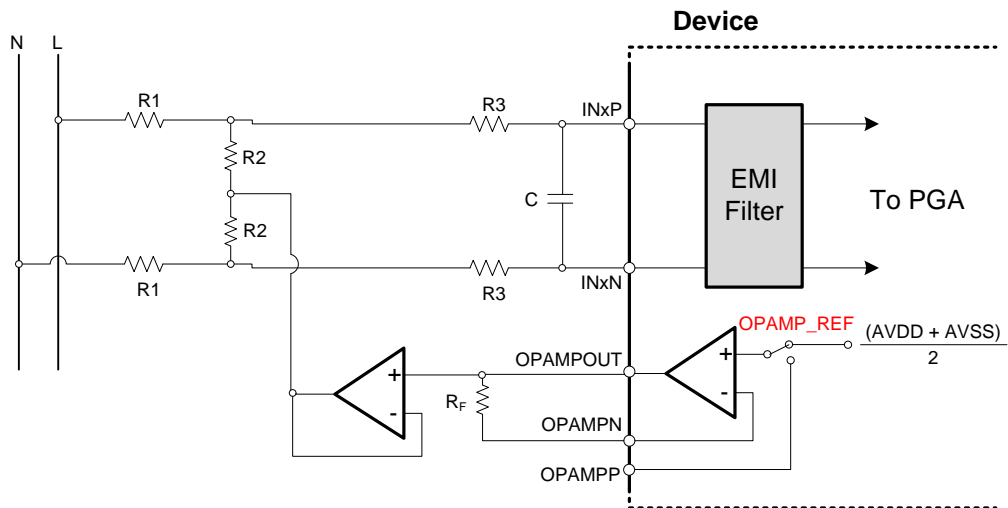 Device
N L
R1
R3
INxP
R2
EMI
Filter
C
To PGA
R2
R1
R3
INxN
OPAMP_REF
(AVDD + AVSS)
2
OPAMPOUT
+
-
+
-
RF
OPAMPN
OPAMPP